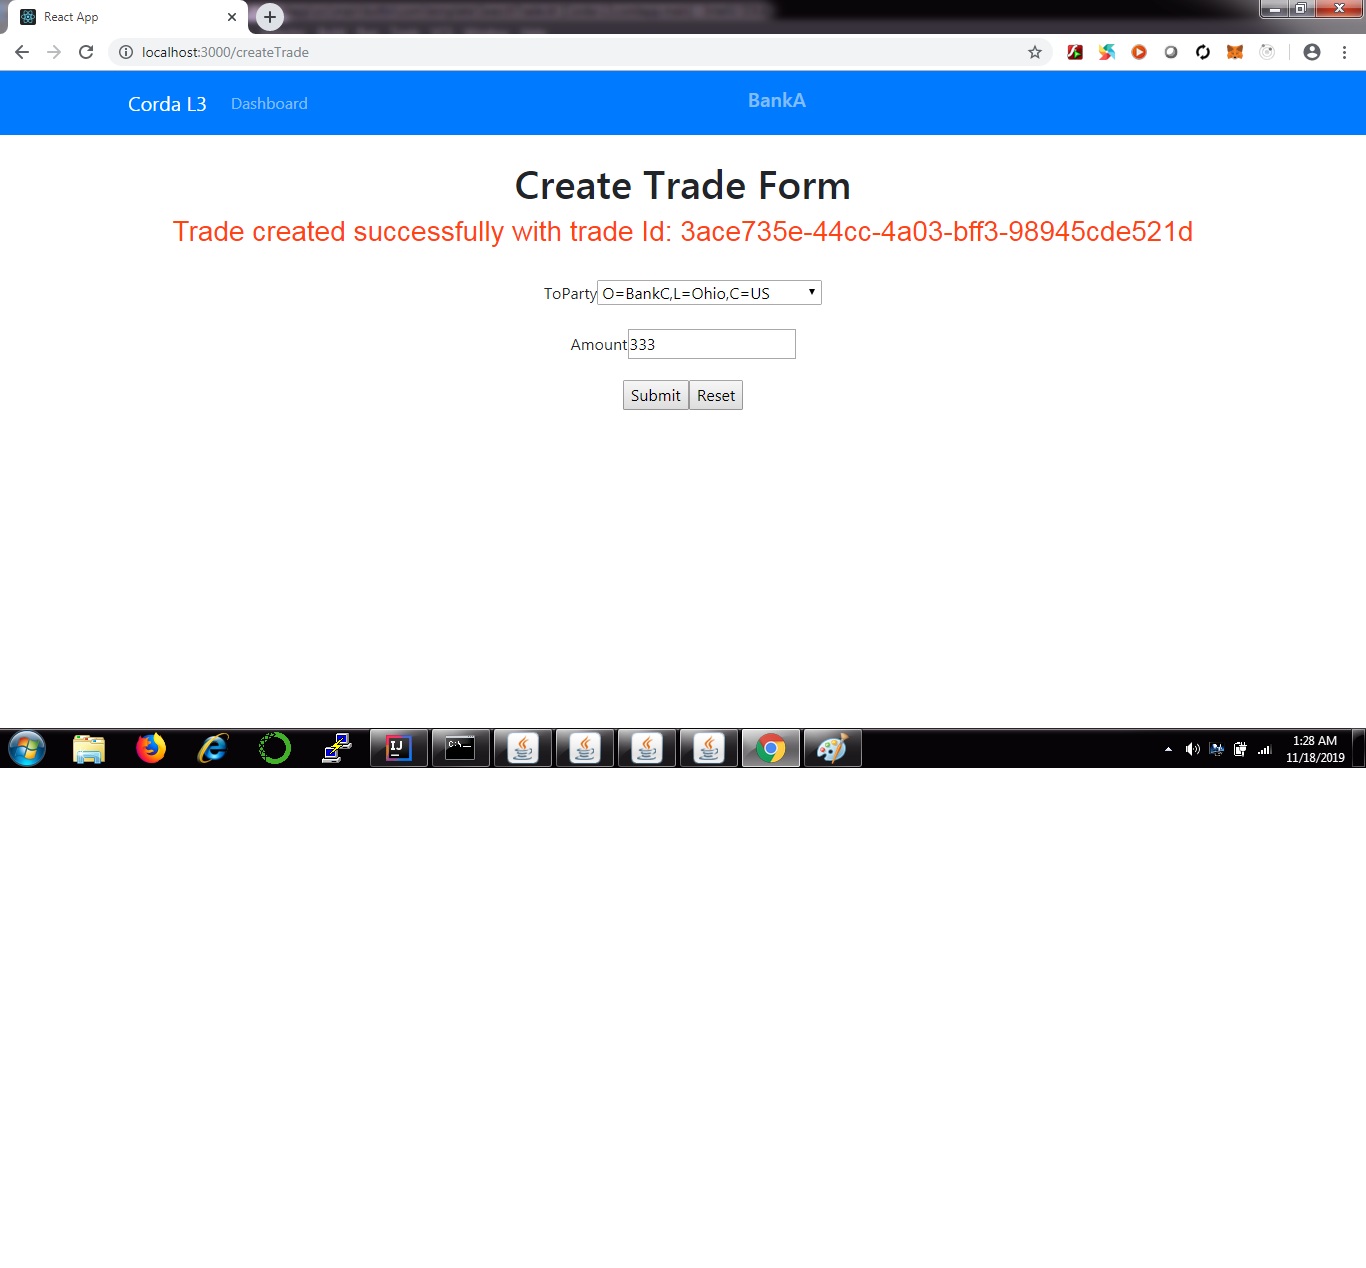 React App
localhost:3000/createTrade
Corda L3 Dashboard BankA
Create Trade Form
Trade created successfully with trade Id: 3ace735e-44cc-4a03-bff3-98945cde521d
ToParty O=BankC,L=Ohio,C=US
Amount 333
Submit Reset
IJ
C:\_
1:28 AM
11/18/2019